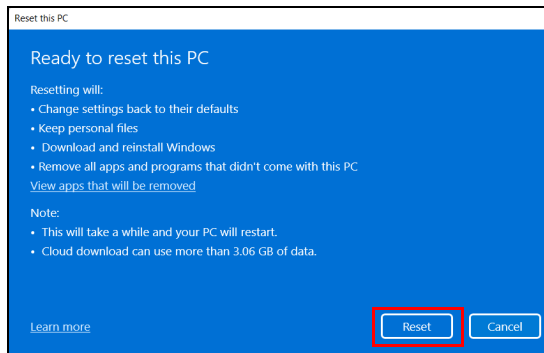 Reset this PC
Ready to reset this PC
Resetting will:
• Change settings back to their defaults
• Keep personal files
• Download and reinstall Windows
• Remove all apps and programs that didn't come with this PC
View apps that will be removed
Note:
• This will take a while and your PC will restart.
• Cloud download can use more than 3.06 GB of data.
Learn more
Reset
Cancel